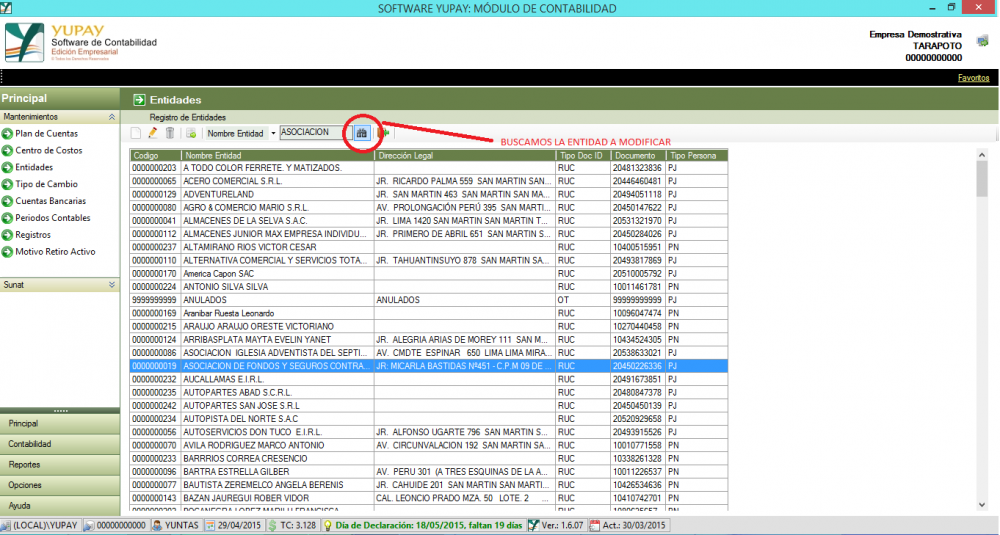 SOFTWARE YUPAY: MÓDULO DE CONTABILIDAD
YUPAY
Software de Contabilidad
Edición Empresarial
© Todos los Derechos Reservados
Empresa Demostrativa
TARAPOTO
00000000000
Favoritos
Principal
Entidades
Mantenimientos
Registro de Entidades
Nombre Entidad ASOCIACION
BUSCAMOS LA ENTIDAD A MODIFICAR
Plan de Cuentas
Centro de Costos
Entidades
Tipo de Cambio
Cuentas Bancarias
Periodos Contables
Registros
Motivo Retiro Activo
Sunat
Principal
Contabilidad
Reportes
Opciones
Ayuda
Codigo Nombre Entidad Dirección Legal Tipo Doc ID Documento Tipo Persona
0000000203 A TODO COLOR FERRETE. Y MATIZADOS. RUC 20481323836 PJ
0000000065 ACERO COMERCIAL S.R.L. JR. RICARDO PALMA 559 SAN MARTIN SAN... RUC 20446460481 PJ
0000000129 ADVENTURELAND JR. SAN MARTIN 463 SAN MARTIN SAN MA... RUC 20494051118 PJ
0000000080 AGRO & COMERCIO MARIO S.R.L. AV. PROLONGACIÓN PERÚ 395 SAN MARTI... RUC 20450147622 PJ
0000000041 ALMACENES DE LA SELVA S.A.C. JR. LIMA 1420 SAN MARTIN SAN MARTIN T... RUC 20531321970 PJ
0000000112 ALMACENES JUNIOR MAX EMPRESA INDIVIDU... JR. PRIMERO DE ABRIL 651 SAN MARTIN S... RUC 20450284026 PJ
0000000237 ALTAMIRANO RIOS VICTOR CESAR RUC 10400515951 PN
0000000110 ALTERNATIVA COMERCIAL Y SERVICIOS TOTA... JR. TAHUANTINSUYO 878 SAN MARTIN SA... RUC 20493817869 PJ
0000000170 America Capon SAC RUC 20510005792 PJ
0000000224 ANTONIO SILVA SILVA RUC 10011461781 PN
9999999999 ANULADOS ANULADOS OT 99999999999 PJ
0000000169 Aranibar Ruesta Leonardo RUC 10096047474 PN
0000000215 ARAUJO ARAUJO ORESTE VICTORIANO RUC 10270440458 PN
0000000124 ARRIBASPLATA MAYTA EVELIN YANET JR. ALEGRIA ARIAS DE MOREY 111 SAN M... RUC 10434524305 PN
0000000086 ASOCIACION IGLESIA ADVENTISTA DEL SEPTI... AV. CMDTE ESPINAR 650 LIMA LIMA MIRA... RUC 20538633021 PJ
0000000019 ASOCIACION DE FONDOS Y SEGUROS CONTRA... JR. MICARLA BASTIDAS Nº451 - C.P.M 09 DE ... RUC 20450226336 PJ
0000000232 AUCALLAMAS E.I.R.L. RUC 20491673851 PJ
0000000235 AUTOPARTES ABAD S.C.R.L. RUC 20480847378 PJ
0000000242 AUTOPARTES SAN JOSE S.R.L RUC 20450450139 PJ
0000000234 AUTOPISTA DEL NORTE S.A.C RUC 20520929658 PJ
0000000056 AUTOSERVICIOS DON TUCO E.I.R.L. JR. ALFONSO UGARTE 796 SAN MARTIN S... RUC 20493915526 PJ
0000000070 AVILA RODRIGUEZ MARCO ANTONIO AV. CIRCUNVALACION 192 SAN MARTIN SA... RUC 10010771558 PN
0000000233 BARRRIOS CORREA CRESENCIO RUC 10338261328 PN
0000000096 BARTRA ESTRELLA GILBER AV. PERU 301 (A TRES ESQUINAS DE LA A... RUC 10011226537 PN
0000000077 BAUTISTA ZEREMELCO ANGELA BERENIS JR. CAHUIDE 201 SAN MARTIN SAN MARTI... RUC 10426534636 PN
0000000143 BAZAN JAUREGUI ROBER VIDOR CAL. LEONCIO PRADO MZA. 50 LOTE. 2 ... RUC 10410742701 PN
(LOCAL)\YUPAY 00000000000 YUNTAS 29/04/2015 TC: 3.128 Día de Declaración: 18/05/2015, faltan 19 días Ver.: 1.6.07 Act.: 30/03/2015